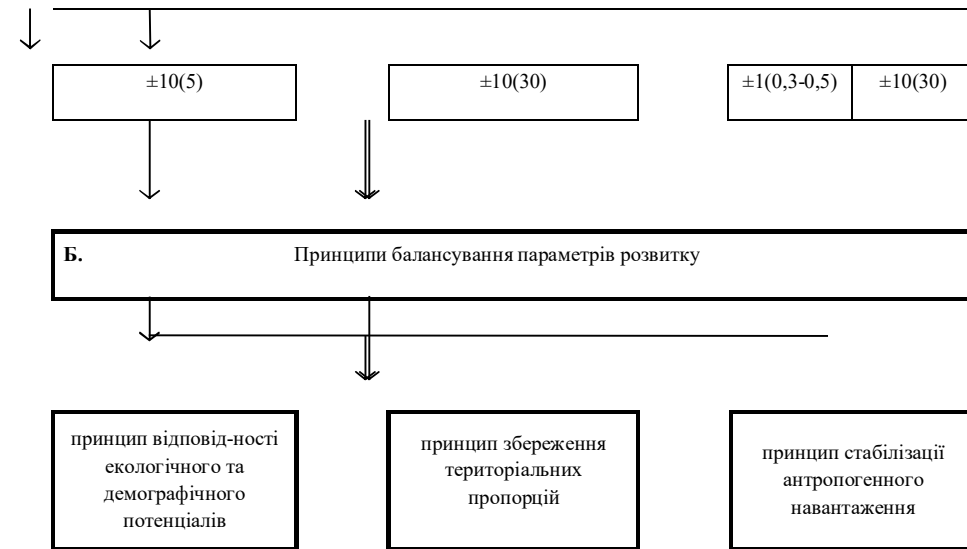 ±10(5)
±10(30)
±1(0,3-0,5)
±10(30)
Б. Принципи балансування параметрів розвитку
принцип відповід-ності
екологічного та
демографічного
потенціалів
принцип збереження
територіальних
пропорцій
принцип стабілізації
антропогенного
навантаження